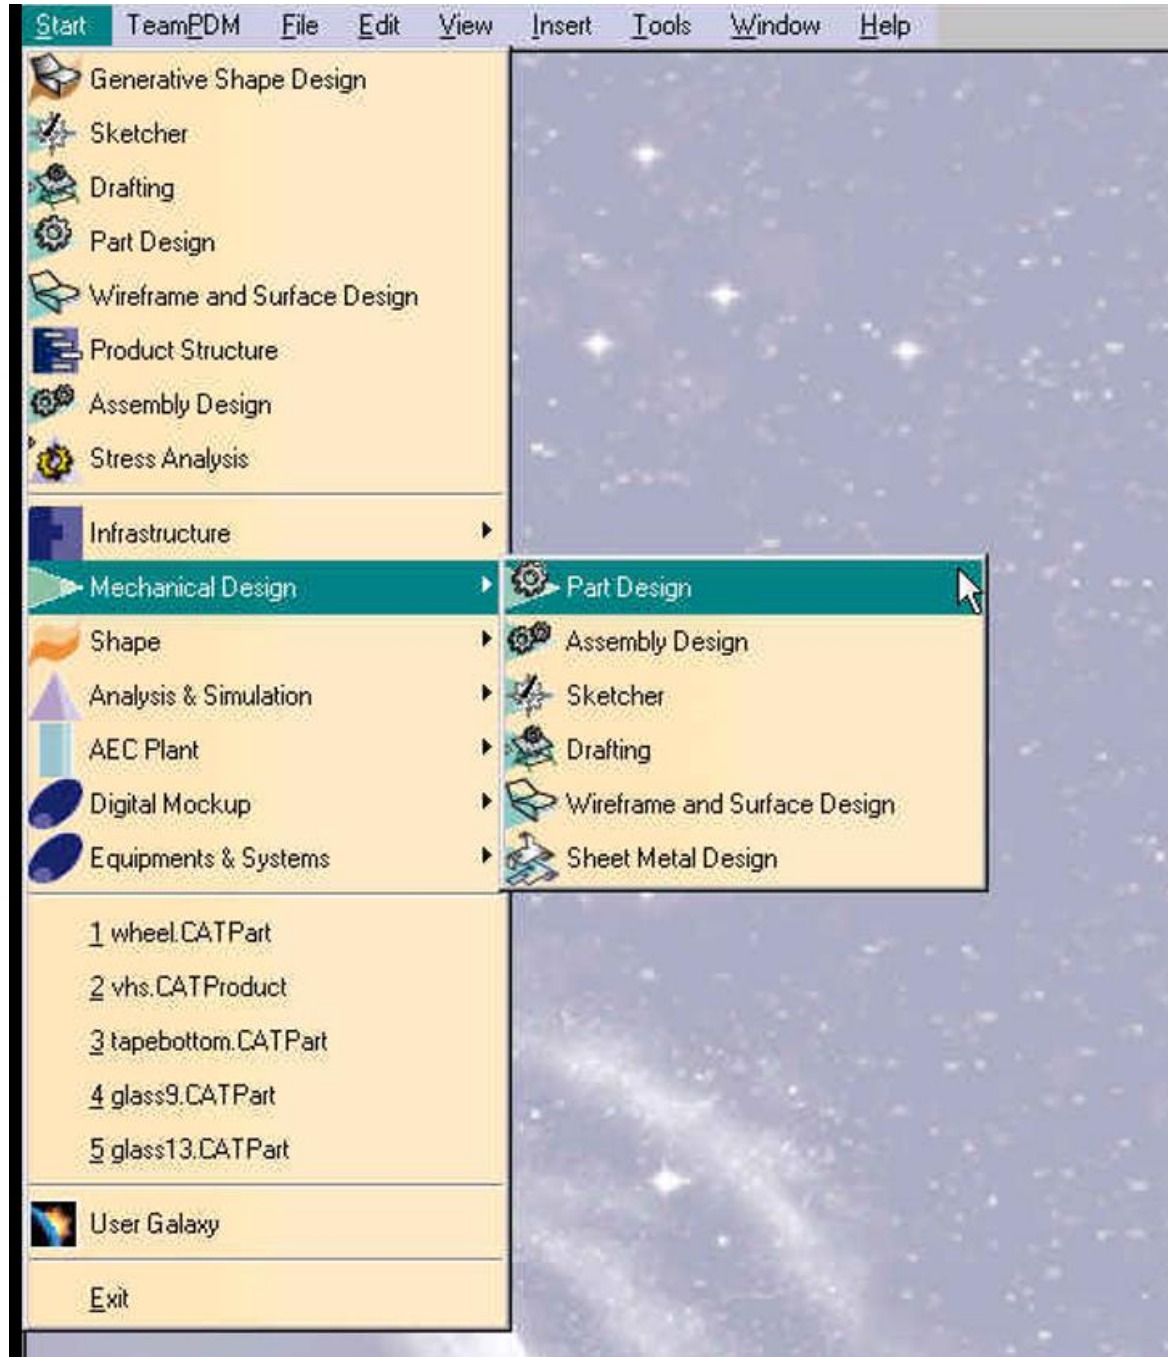 Start TeamPDM File Edit View Insert Tools Window Help
Generative Shape Design
Sketcher
Drafting
Part Design
Wireframe and Surface Design
Product Structure
Assembly Design
Stress Analysis
Infrastructure
Mechanical Design
Shape
Analysis & Simulation
AEC Plant
Digital Mockup
Equipments & Systems
1 wheel.CATPart
2 vhs.CATProduct
3 tapebottom.CATPart
4 glass9.CATPart
5 glass13.CATPart
User Galaxy
Exit
Part Design
Assembly Design
Sketcher
Drafting
Wireframe and Surface Design
Sheet Metal Design